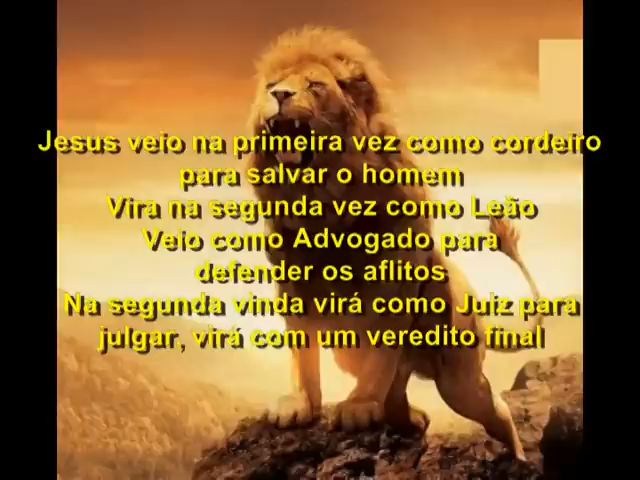 Jesus veio na primeira vez como cordeiro
para salvar o homem
Vira na segunda vez como Leão
Veio como Advogado para
defender os aflitos
Na segunda vinda virá como Juiz para
julgar, virá com um veredito final